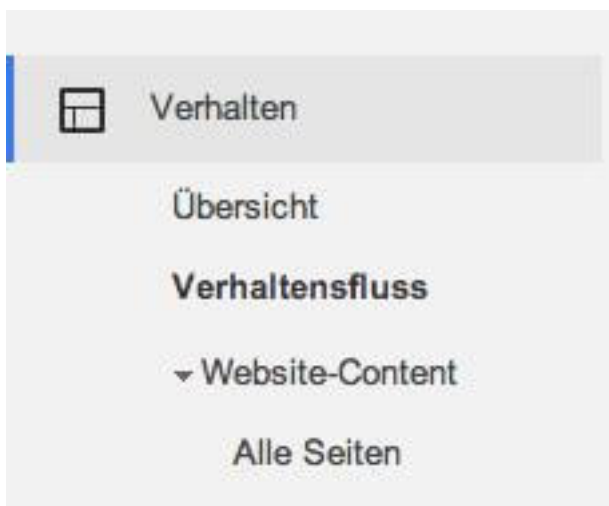 Verhalten
Übersicht
Verhaltensfluss
Website-Content
Alle Seiten